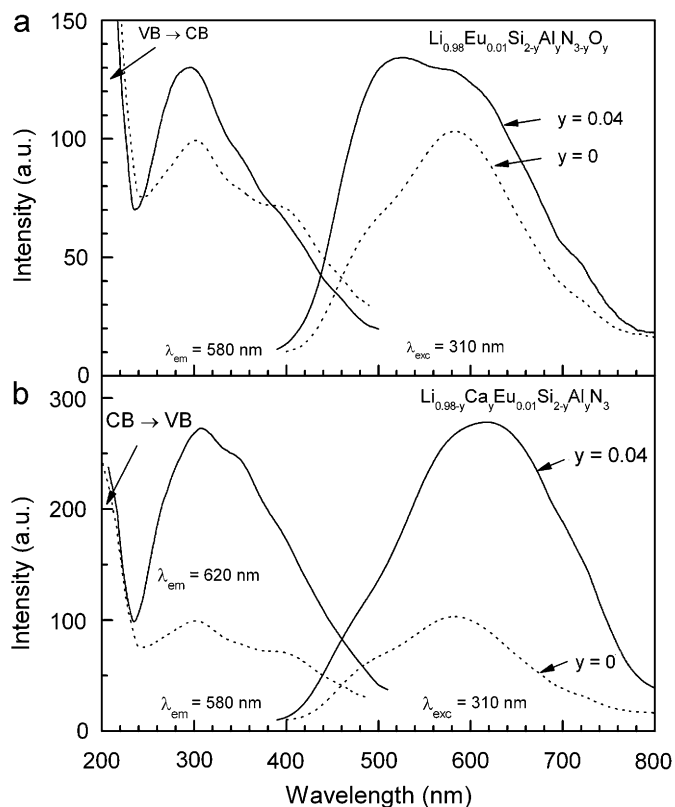 a
150
100
50
0
Intensity (a.u.)
VB → CB
Li0.98Eu0.01Si2-yAlyN3-yOy
y = 0.04
y = 0
λem = 580 nm
λexc = 310 nm
b
300
200
100
0
Intensity (a.u.)
CB → VB
Li0.98-yCayEu0.01Si2-yAlyN3
y = 0.04
λem = 620 nm
y = 0
λem = 580 nm
λexc = 310 nm
200 300 400 500 600 700 800
Wavelength (nm)